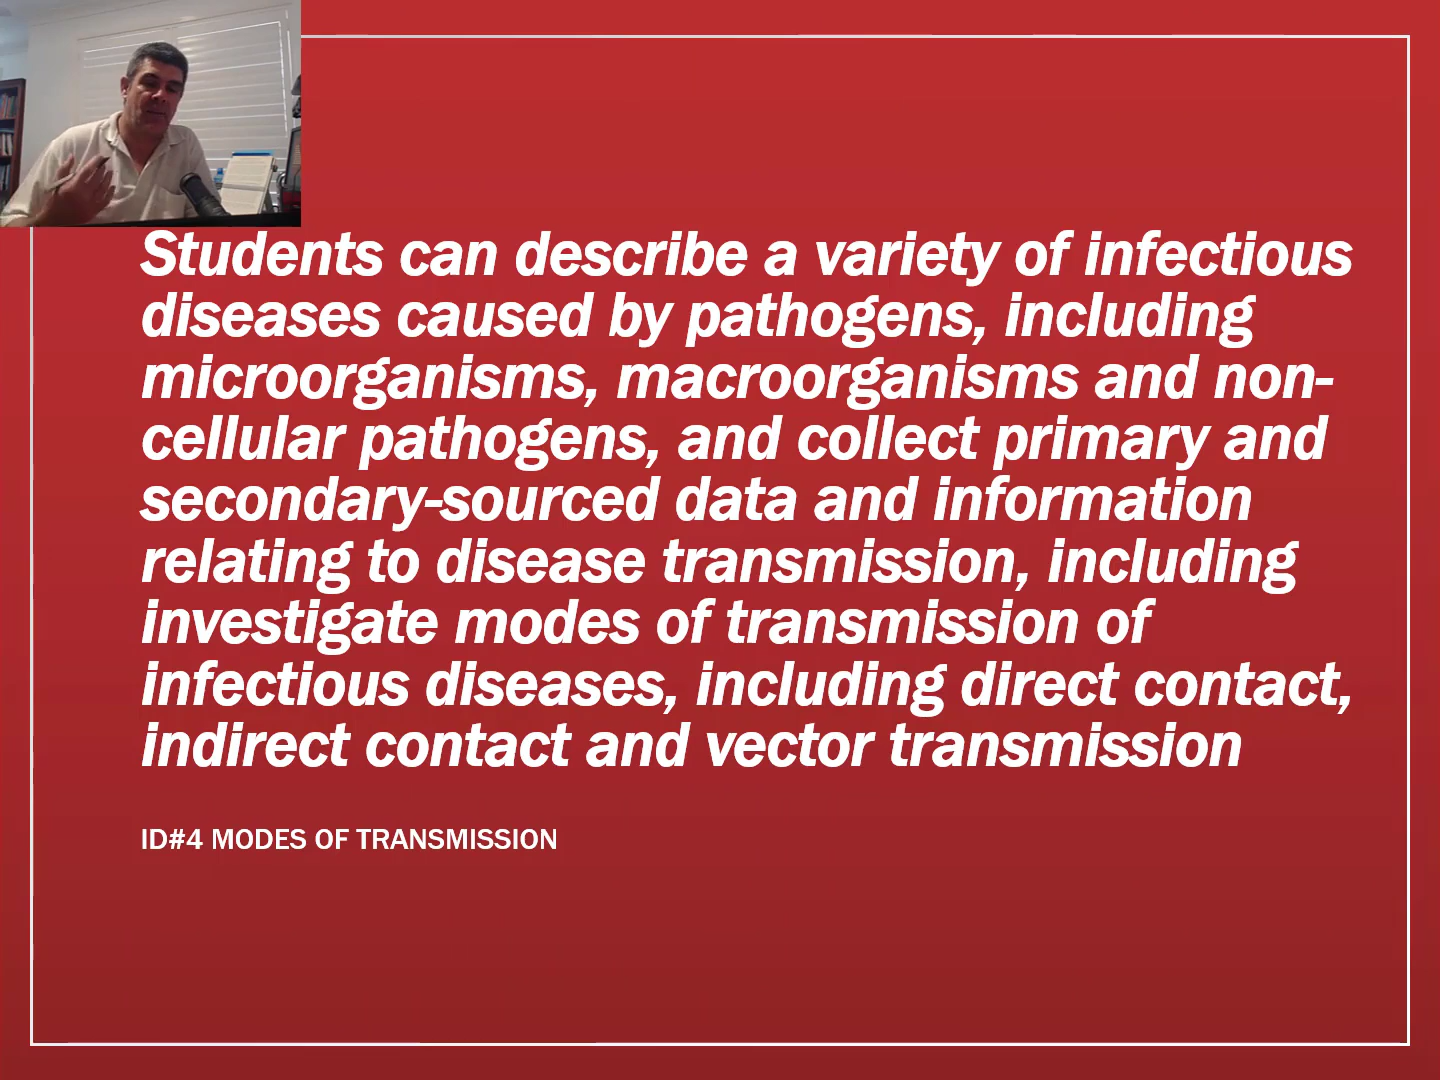 Students can describe a variety of infectious
diseases caused by pathogens, including
microorganisms, macroorganisms and non-
cellular pathogens, and collect primary and
secondary-sourced data and information
relating to disease transmission, including
investigate modes of transmission of
infectious diseases, including direct contact,
indirect contact and vector transmission
ID#4 MODES OF TRANSMISSION